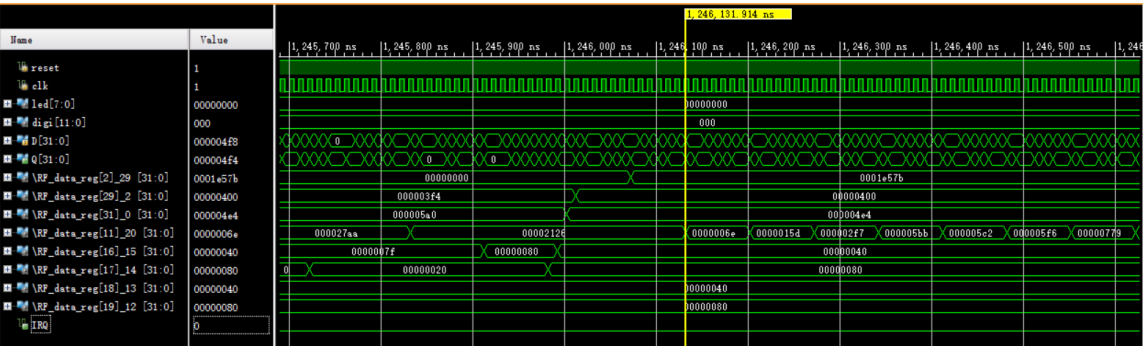 1,246,131.914 ns
Name Value 1,245,700 ns 1,245,800 ns 1,245,900 ns 1,246,000 ns 1,246,100 ns 1,246,200 ns 1,246,300 ns 1,246,400 ns 1,246,500 ns 1,246
reset 1
clk 1
led[7:0] 00000000 00000000
digi[11:0] 000 000
D[31:0] 000004f8 0
Q[31:0] 000004f4 0 0
\RF_data_reg[2]_29 [31:0] 0001e57b 00000000 0001e57b
\RF_data_reg[29]_2 [31:0] 00000400 000003f4 00000400
\RF_data_reg[31]_0 [31:0] 000004e4 000005a0 000004e4
\RF_data_reg[11]_20 [31:0] 0000006e 000027aa 00002126 0000006e 0000015d 000002f7 000005bb 000005c2 000005f6 00000779
\RF_data_reg[16]_15 [31:0] 00000040 0000007f 00000080 00000040
\RF_data_reg[17]_14 [31:0] 00000080 0 00000020 00000080
\RF_data_reg[18]_13 [31:0] 00000040 00000040
\RF_data_reg[19]_12 [31:0] 00000080 00000080
IRQ 0